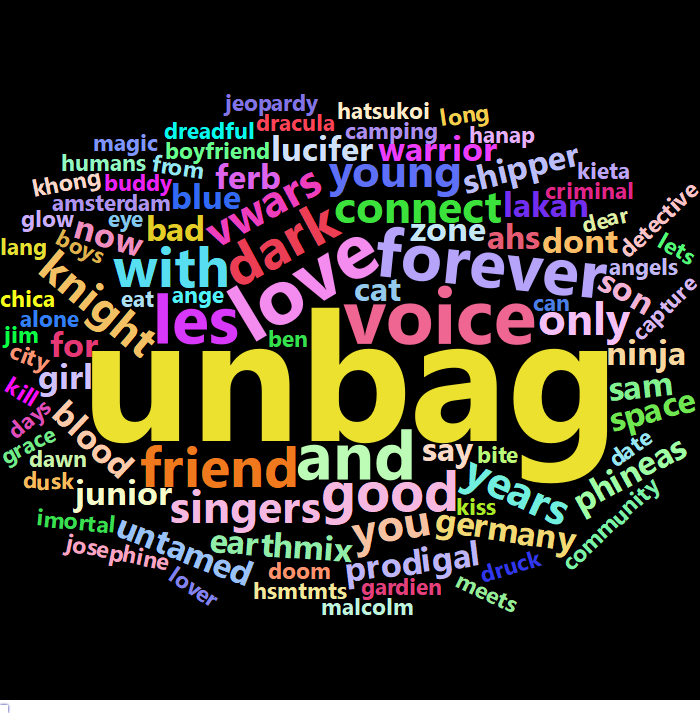 jeopardy
hatsukoi
long
dreadful
dracula
camping
hanap
magic
boyfriend
lucifer
warrior
humans
from
ferb
young
shipper
kieta
khong
buddy
blue
vwars
connect
lakan
criminal
amsterdam
detective
glow
eye
now
bad
dark
zone
ahs
dont
dear
lets
lang
boys
with
love
forever
son
angels
knight
cat
capture
chica
eat
ange
les
voice
only
can
alone
jim
for
ben
ninja
city
girl
unbag
sam
kill
space
days
blood
grace
friend
and
say
bite
date
dawn
dusk
junior
singers
good
years
phineas
kiss
imortal
untamed
earthmix
you
germany
community
josephine
doom
prodigal
druck
lover
hsmtmts
gardien
meets
malcolm